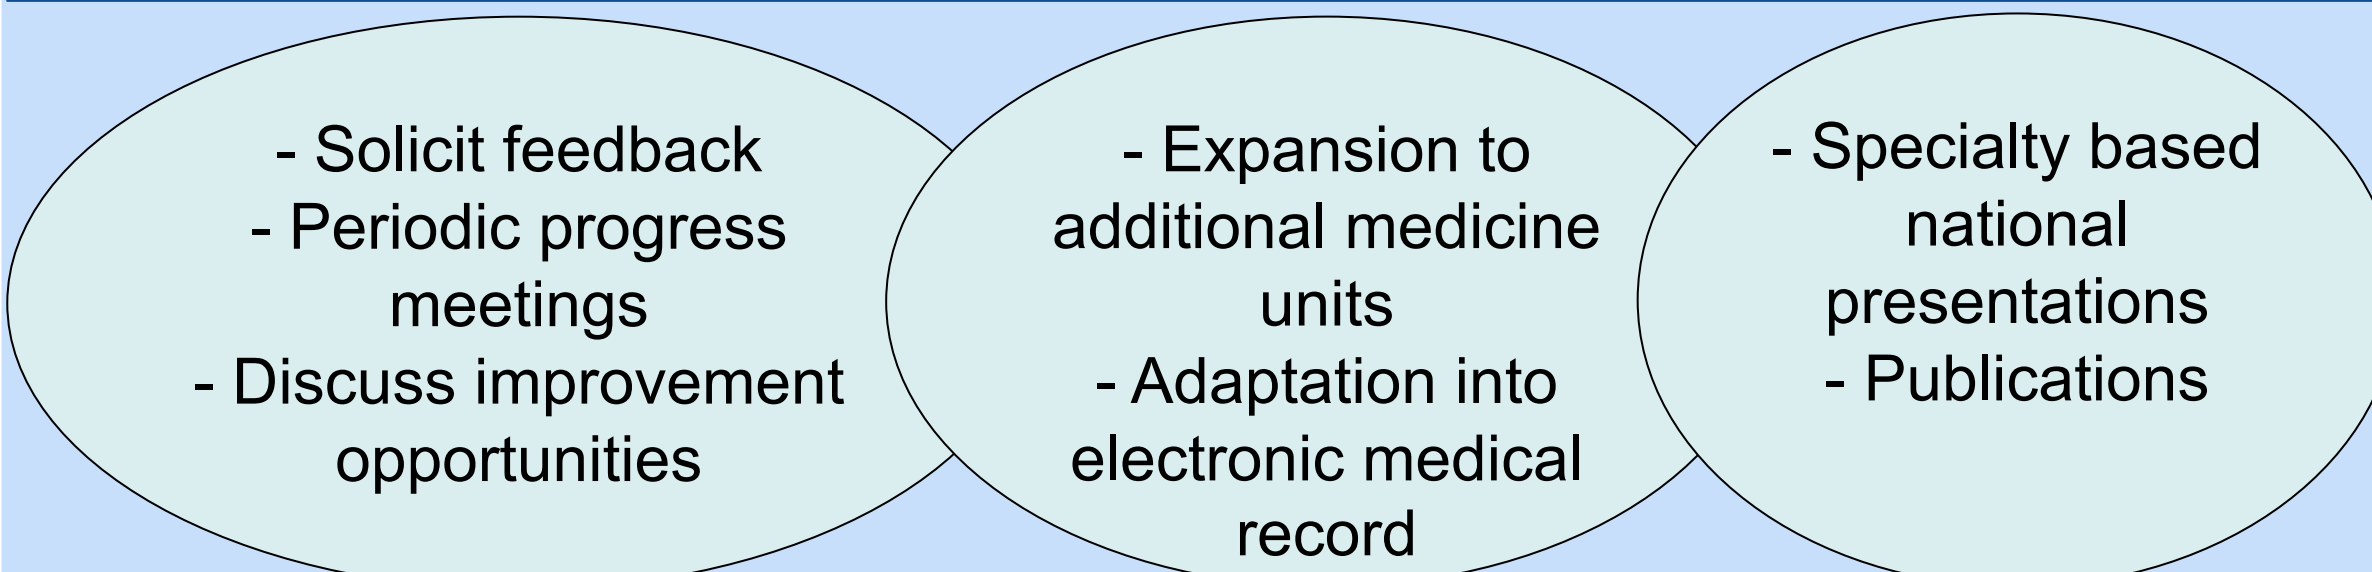 - Solicit feedback
- Periodic progress
meetings
- Discuss improvement
opportunities
- Expansion to
additional medicine
units
- Adaptation into
electronic medical
record
- Specialty based
national
presentations
- Publications